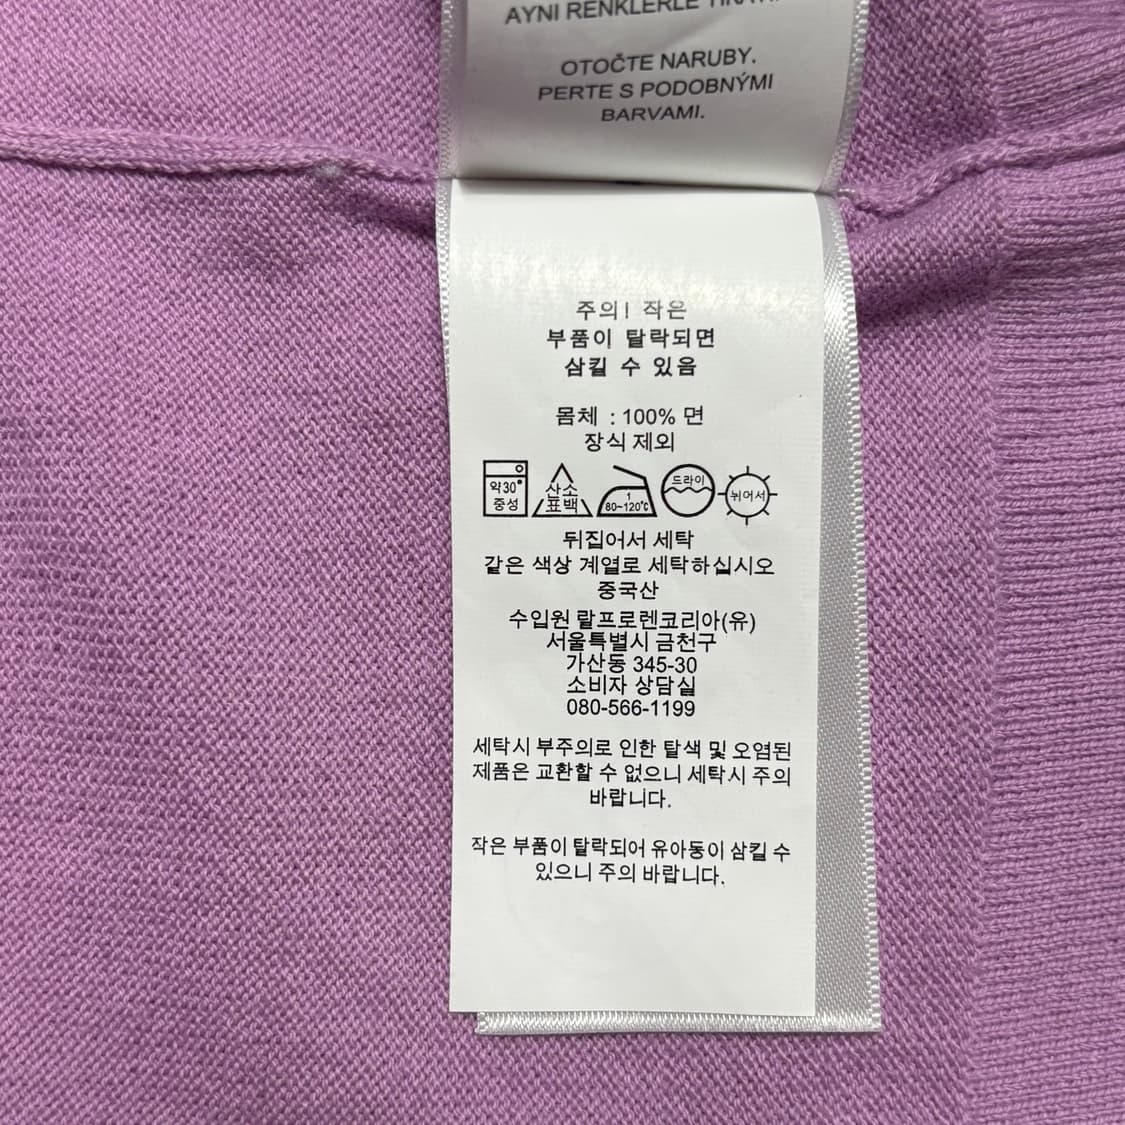 AYNI RENKLERLE
OTOČTE NARUBY.
PERTE S PODOBNÝMI
BARVAMI.
주의! 작은
부품이 탈락되면
삼킬 수 있음
몸체 : 100% 면
장식 제외
약30°
중성
산소
표백
1
80~120℃
드라이
뉘어서
뒤집어서 세탁
같은 색상 계열로 세탁하십시오
중국산
수입원 랄프로렌코리아(유)
서울특별시 금천구
가산동 345-30
소비자 상담실
080-566-1199
세탁시 부주의로 인한 탈색 및 오염된
제품은 교환할 수 없으니 세탁시 주의
바랍니다.
작은 부품이 탈락되어 유아동이 삼킬 수
있으니 주의 바랍니다.